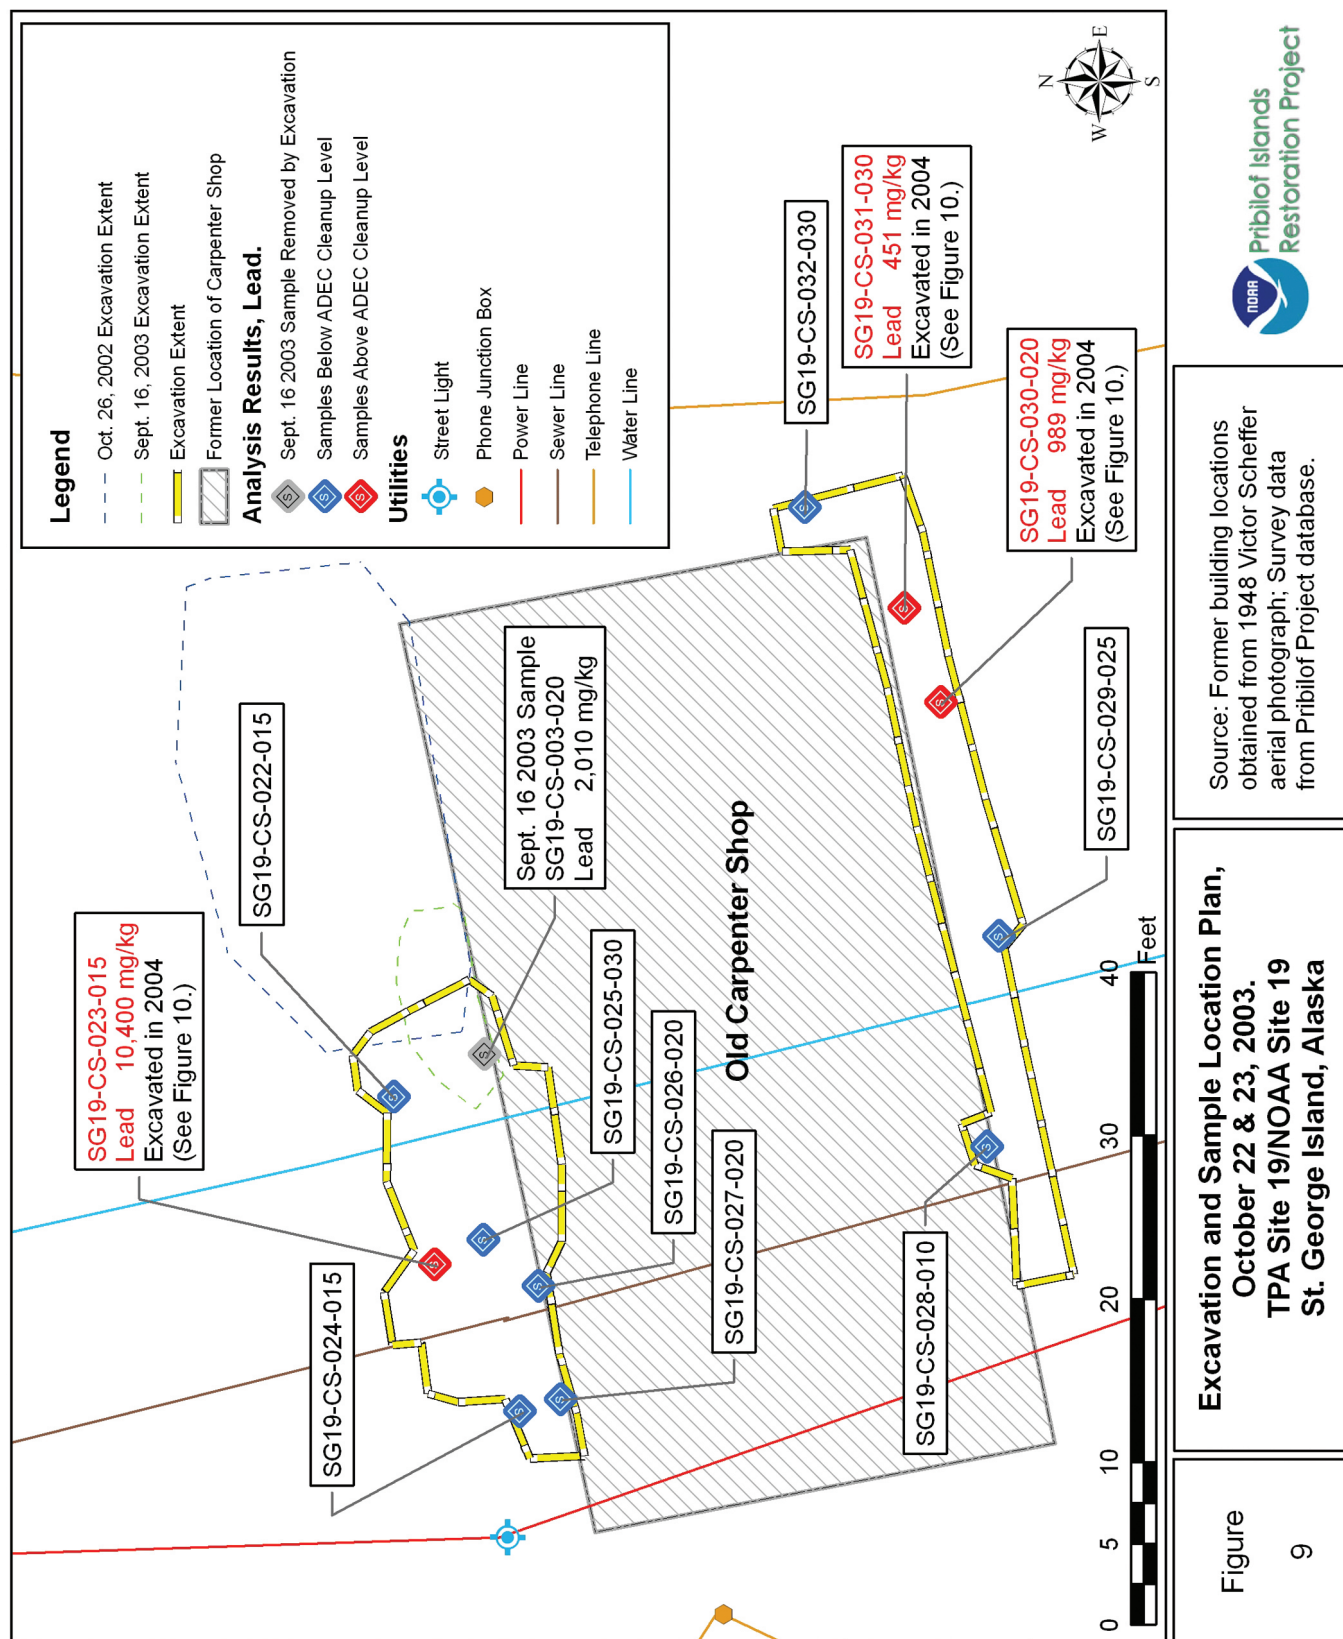 Legend
Oct. 26, 2002 Excavation Extent
Sept. 16, 2003 Excavation Extent
Excavation Extent
Former Location of Carpenter Shop
Analysis Results, Lead.
S
Sept. 16 2003 Sample Removed by Excavation
S
Samples Below ADEC Cleanup Level
S
Samples Above ADEC Cleanup Level
Utilities
Street Light
Phone Junction Box
Power Line
Sewer Line
Telephone Line
Water Line
N
W
E
S
SG19-CS-023-015
Lead 10,400 mg/kg
Excavated in 2004
(See Figure 10.)
SG19-CS-022-015
SG19-CS-024-015
Sept. 16 2003 Sample
SG19-CS-003-020
Lead 2,010 mg/kg
SG19-CS-025-030
SG19-CS-026-020
SG19-CS-027-020
Old Carpenter Shop
SG19-CS-032-030
SG19-CS-031-030
Lead 451 mg/kg
Excavated in 2004
(See Figure 10.)
SG19-CS-030-020
Lead 989 mg/kg
Excavated in 2004
(See Figure 10.)
SG19-CS-028-010
SG19-CS-029-025
S
S
S
S
S
S
S
S
S
S
S
S
0 5 10 20 30 40
Feet
Figure
9
Excavation and Sample Location Plan,
October 22 & 23, 2003.
TPA Site 19/NOAA Site 19
St. George Island, Alaska
Source: Former building locations
obtained from 1948 Victor Scheffer
aerial photograph; Survey data
from Pribilof Project database.
NOAA
Pribilof Islands
Restoration Project